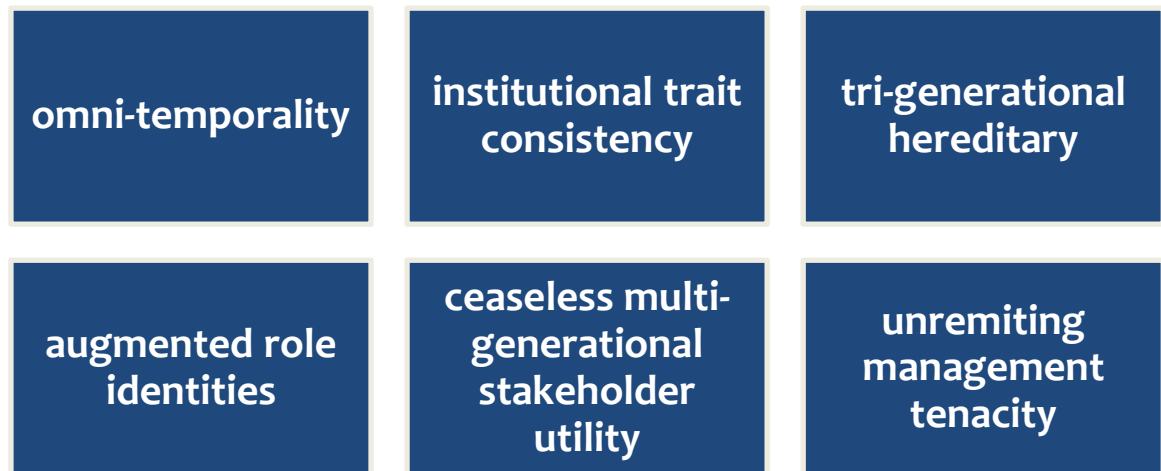 omni-temporality
institutional trait
consistency
tri-generational
hereditary
augmented role
identities
ceaseless multi-
generational
stakeholder
utility
unremiting
management
tenacity